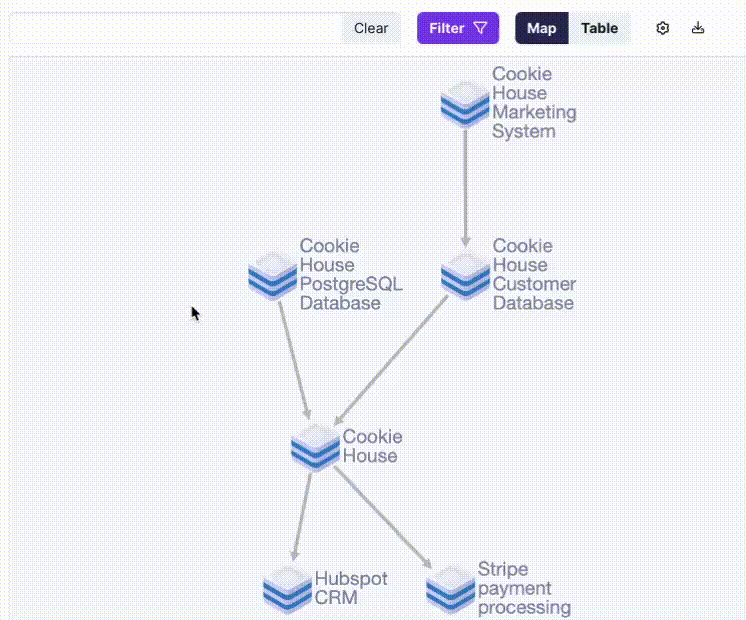 Clear
Filter
Map
Table
Cookie
House
Marketing
System
Cookie
House
PostgreSQL
Database
Cookie
House
Customer
Database
Cookie
House
Hubspot
CRM
Stripe
payment
processing